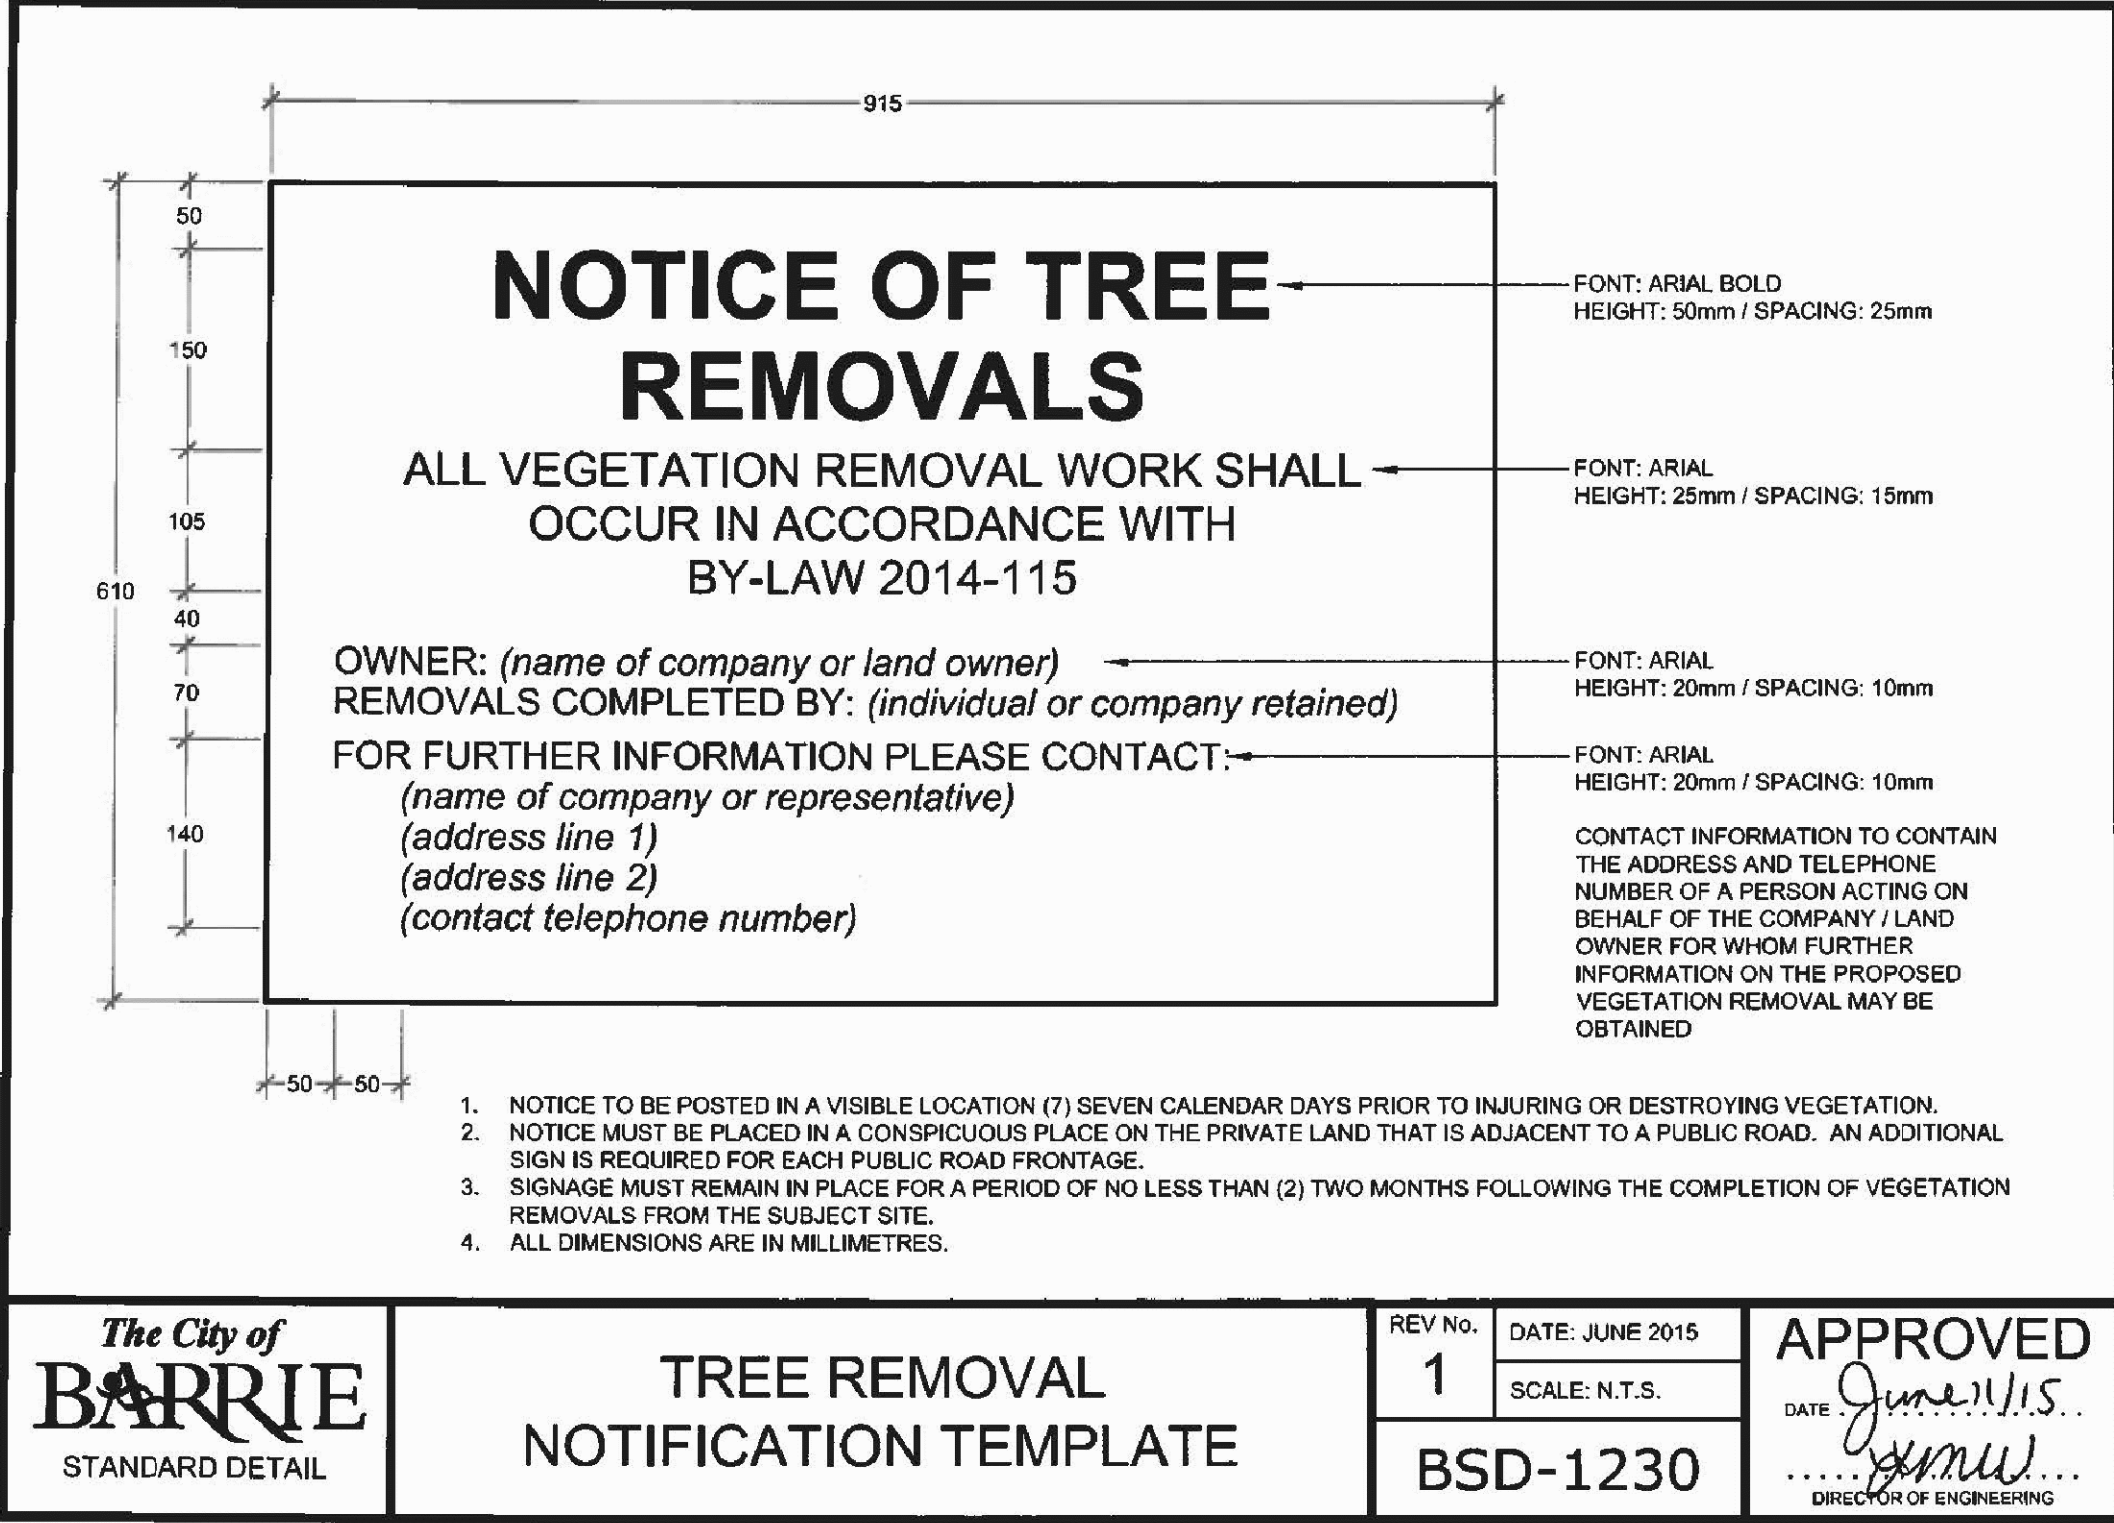 915
50
150
105
610
40
70
140
50 50
NOTICE OF TREE
REMOVALS
ALL VEGETATION REMOVAL WORK SHALL
OCCUR IN ACCORDANCE WITH
BY-LAW 2014-115
OWNER: (name of company or land owner)
REMOVALS COMPLETED BY: (individual or company retained)
FOR FURTHER INFORMATION PLEASE CONTACT:
(name of company or representative)
(address line 1)
(address line 2)
(contact telephone number)
FONT: ARIAL BOLD
HEIGHT: 50mm / SPACING: 25mm
FONT: ARIAL
HEIGHT: 25mm / SPACING: 15mm
FONT: ARIAL
HEIGHT: 20mm / SPACING: 10mm
FONT: ARIAL
HEIGHT: 20mm / SPACING: 10mm
CONTACT INFORMATION TO CONTAIN
THE ADDRESS AND TELEPHONE
NUMBER OF A PERSON ACTING ON
BEHALF OF THE COMPANY / LAND
OWNER FOR WHOM FURTHER
INFORMATION ON THE PROPOSED
VEGETATION REMOVAL MAY BE
OBTAINED
1. NOTICE TO BE POSTED IN A VISIBLE LOCATION (7) SEVEN CALENDAR DAYS PRIOR TO INJURING OR DESTROYING VEGETATION.
2. NOTICE MUST BE PLACED IN A CONSPICUOUS PLACE ON THE PRIVATE LAND THAT IS ADJACENT TO A PUBLIC ROAD. AN ADDITIONAL
SIGN IS REQUIRED FOR EACH PUBLIC ROAD FRONTAGE.
3. SIGNAGE MUST REMAIN IN PLACE FOR A PERIOD OF NO LESS THAN (2) TWO MONTHS FOLLOWING THE COMPLETION OF VEGETATION
REMOVALS FROM THE SUBJECT SITE.
4. ALL DIMENSIONS ARE IN MILLIMETRES.
The City of
BARRIE
STANDARD DETAIL
TREE REMOVAL
NOTIFICATION TEMPLATE
REV No.
1
DATE: JUNE 2015
SCALE: N.T.S.
BSD-1230
APPROVED
DATE June 11/15
DIRECTOR OF ENGINEERING